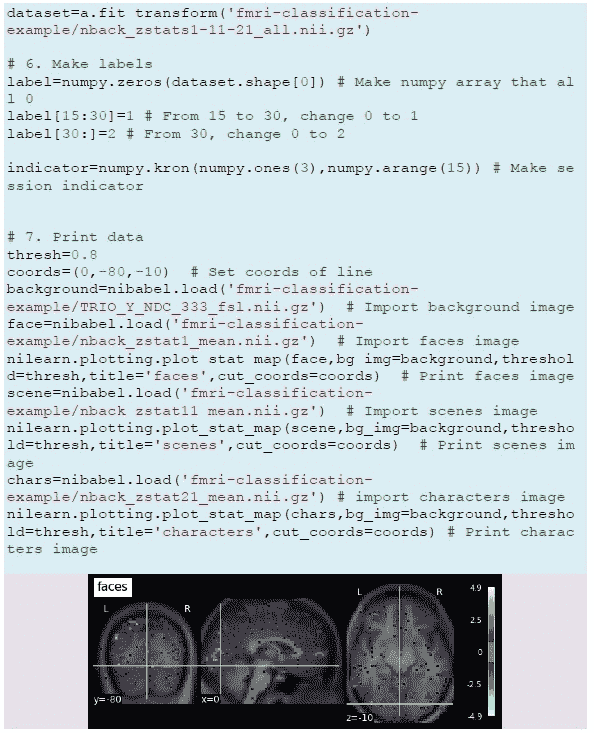 dataset=a.fit transform('fmri-classification-
example/nback_zstats1-11-21_all.nii.gz')
# 6. Make labels
label=numpy.zeros(dataset.shape[0]) # Make numpy array that al
l 0
label[15:30]=1 # From 15 to 30, change 0 to 1
label[30:]=2 # From 30, change 0 to 2
indicator=numpy.kron(numpy.ones(3),numpy.arange(15)) # Make se
ssion indicator
# 7. Print data
thresh=0.8
coords=(0,-80,-10)  # Set coords of line
background=nibabel.load('fmri-classification-
example/TRIO_Y_NDC_333_fsl.nii.gz')  # Import background image
face=nibabel.load('fmri-classification-
example/nback_zstat1_mean.nii.gz')  # Import faces image
nilearn.plotting.plot stat map(face,bg img=background,threshol
d=thresh,title='faces',cut_coords=coords)  # Print faces image
scene=nibabel.load('fmri-classification-
example/nback zstat11 mean.nii.gz')  # Import scenes image
nilearn.plotting.plot_stat_map(scene,bg_img=background,thresho
ld=thresh,title='scenes',cut_coords=coords)  # Print scenes im
age
chars=nibabel.load('fmri-classification-
example/nback_zstat21_mean.nii.gz') # import characters image
nilearn.plotting.plot_stat_map(chars,bg_img=background,thresho
ld=thresh,title='characters',cut_coords=coords) # Print charac
ters image
faces
L R L R
4.9
2.5
0
-2.5
-4.9
y=-80 x=0 z=-10